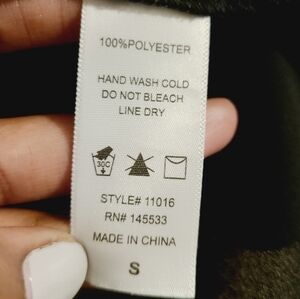 100%POLYESTER
HAND WASH COLD
DO NOT BLEACH
LINE DRY
30C
STYLE# 11016
RN# 145533
MADE IN CHINA
S